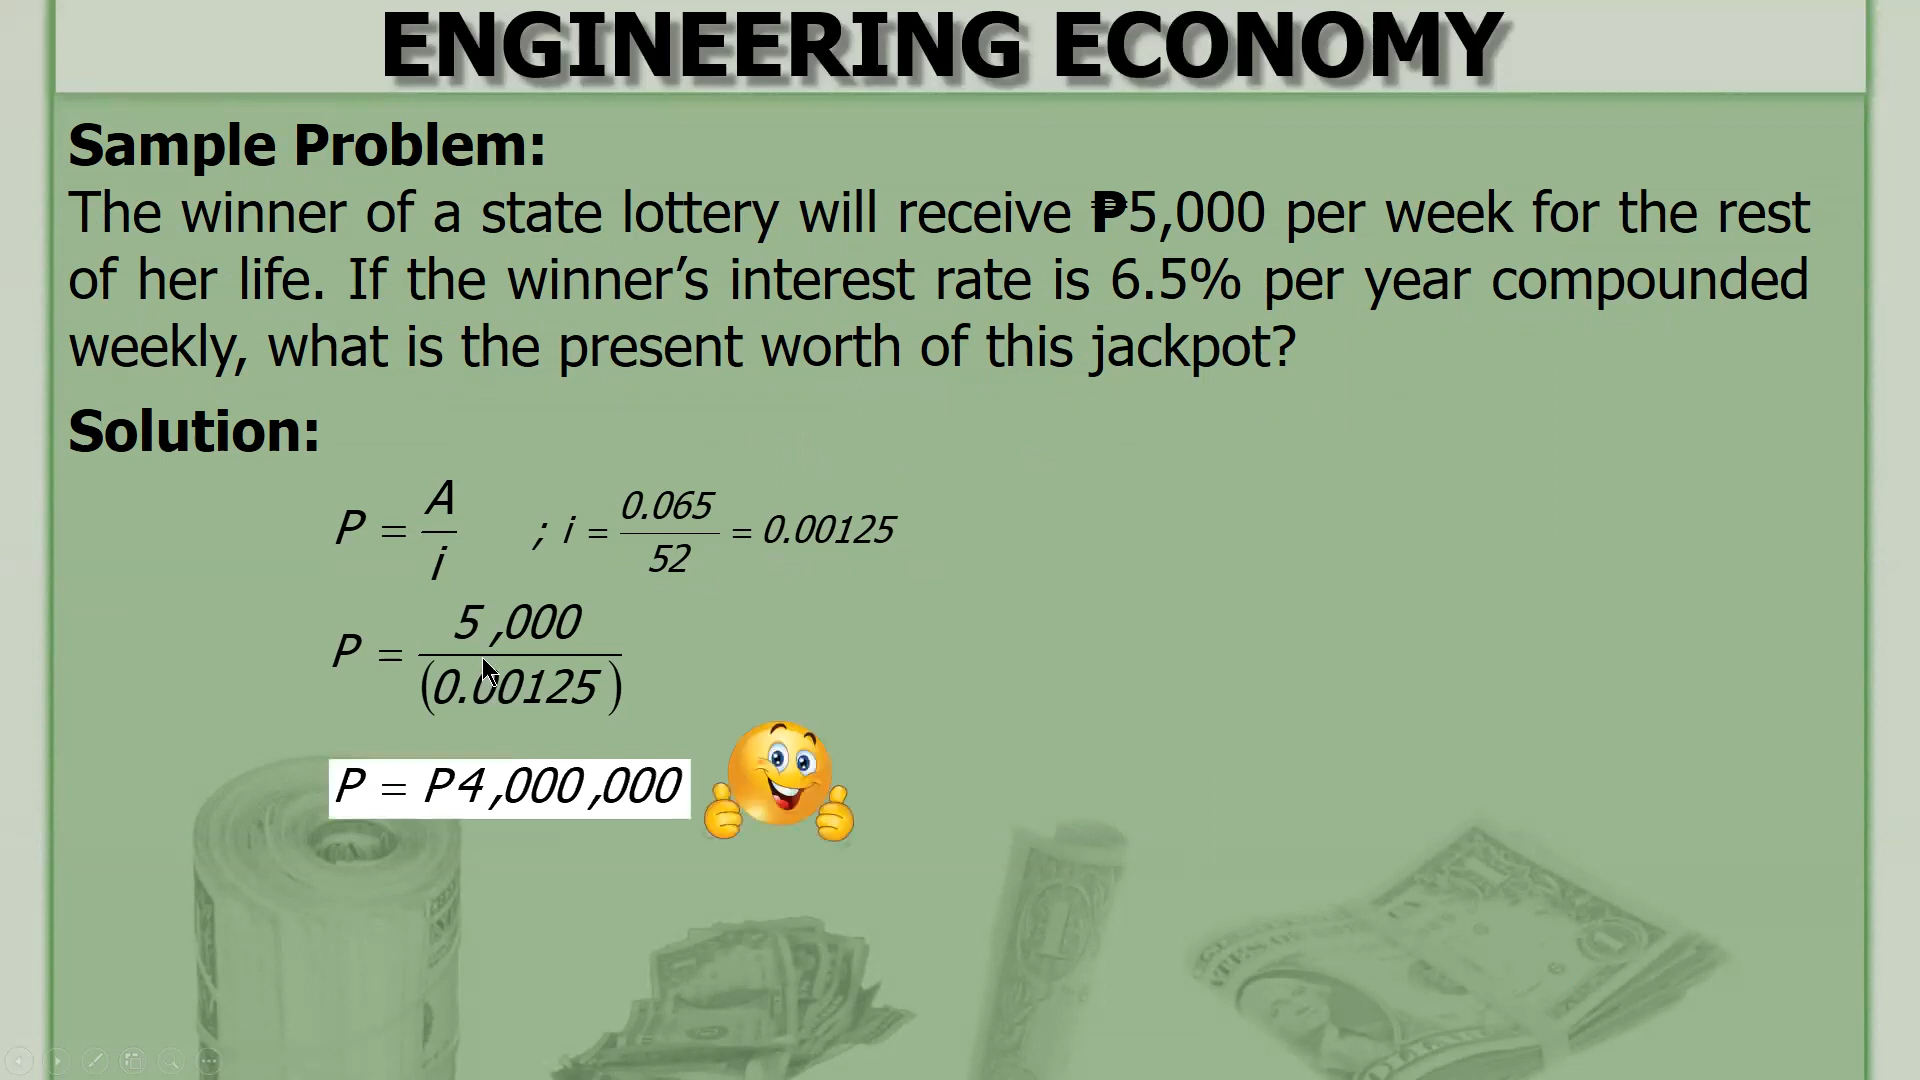 ENGINEERING ECONOMY
Sample Problem:
The winner of a state lottery will receive ₱5,000 per week for the rest
of her life. If the winner’s interest rate is 6.5% per year compounded
weekly, what is the present worth of this jackpot?
Solution:
P = A/i ; i = 0.065/52 = 0.00125
P = 5,000/(0.00125)
P = P4,000,000